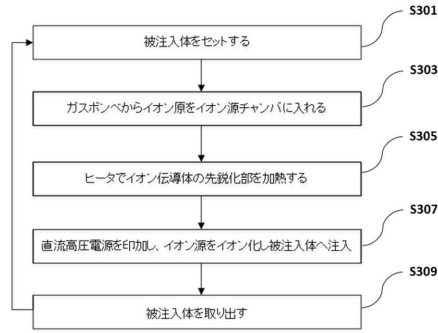 S301
被注入体をセットする
S303
ガスボンベからイオン原をイオン源チャンバに入れる
S305
ヒータでイオン伝導体の先鋭化部を加熱する
S307
直流高圧電源を印加し、イオン源をイオン化し被注入体へ注入
S309
被注入体を取り出す